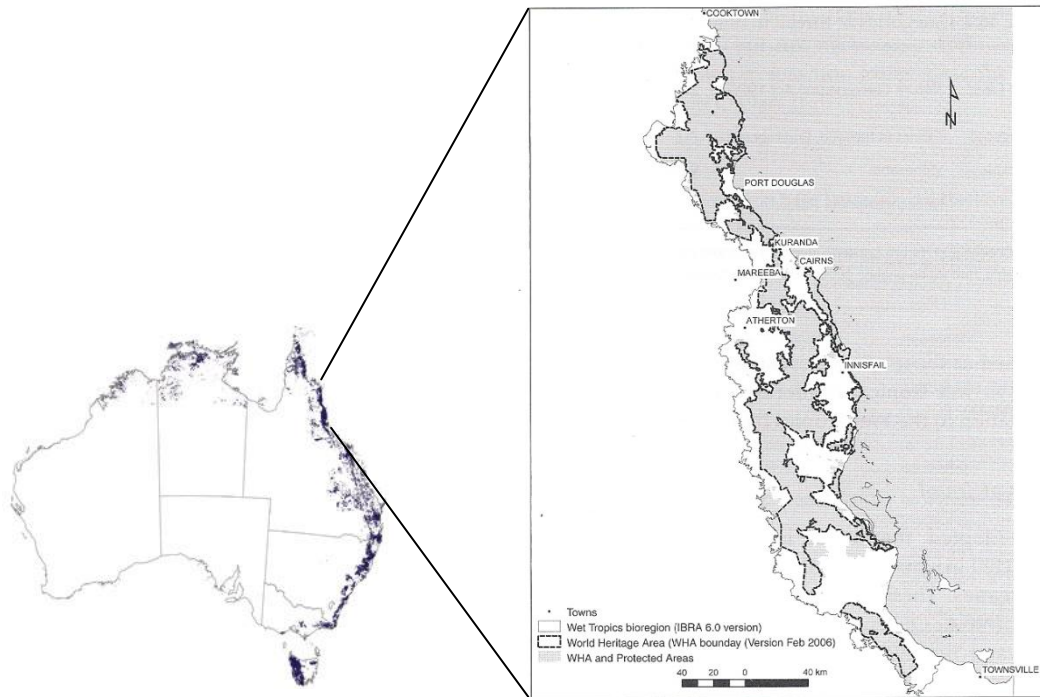 COOKTOWN
N
PORT DOUGLAS
KURANDA
CAIRNS
MAREEBA
ATHERTON
INNISFAIL
Towns
Wet Tropics bioregion (IBRA 6.0 version)
World Heritage Area (WHA bounday (Version Feb 2006)
WHA and Protected Areas
TOWNSVILLE
40 20 0 40 km